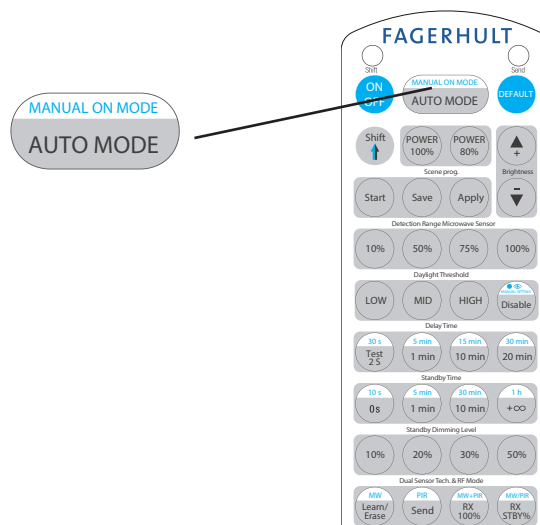 FAGERHULT
Shift
Send
ON
OFF
MANUAL ON MODE
AUTO MODE
DEFAULT
MANUAL ON MODE
AUTO MODE
Shift
POWER
100%
POWER
80%
+
Scene prog.
Brightness
Start
Save
Apply
-
Detection Range Microwave Sensor
10%
50%
75%
100%
Daylight Threshold
LOW
MID
HIGH
Disable
Delay Time
30 s
Test
2 S
5 min
1 min
15 min
10 min
30 min
20 min
Standby Time
10 s
0s
5 min
1 min
30 min
10 min
1 h
+∞
Standby Dimming Level
10%
20%
30%
50%
Dual Sensor Tech. & RF Mode
MW
Learn/
Erase
PIR
Send
MW+PIR
RX
100%
MW/PIR
RX
STBY%